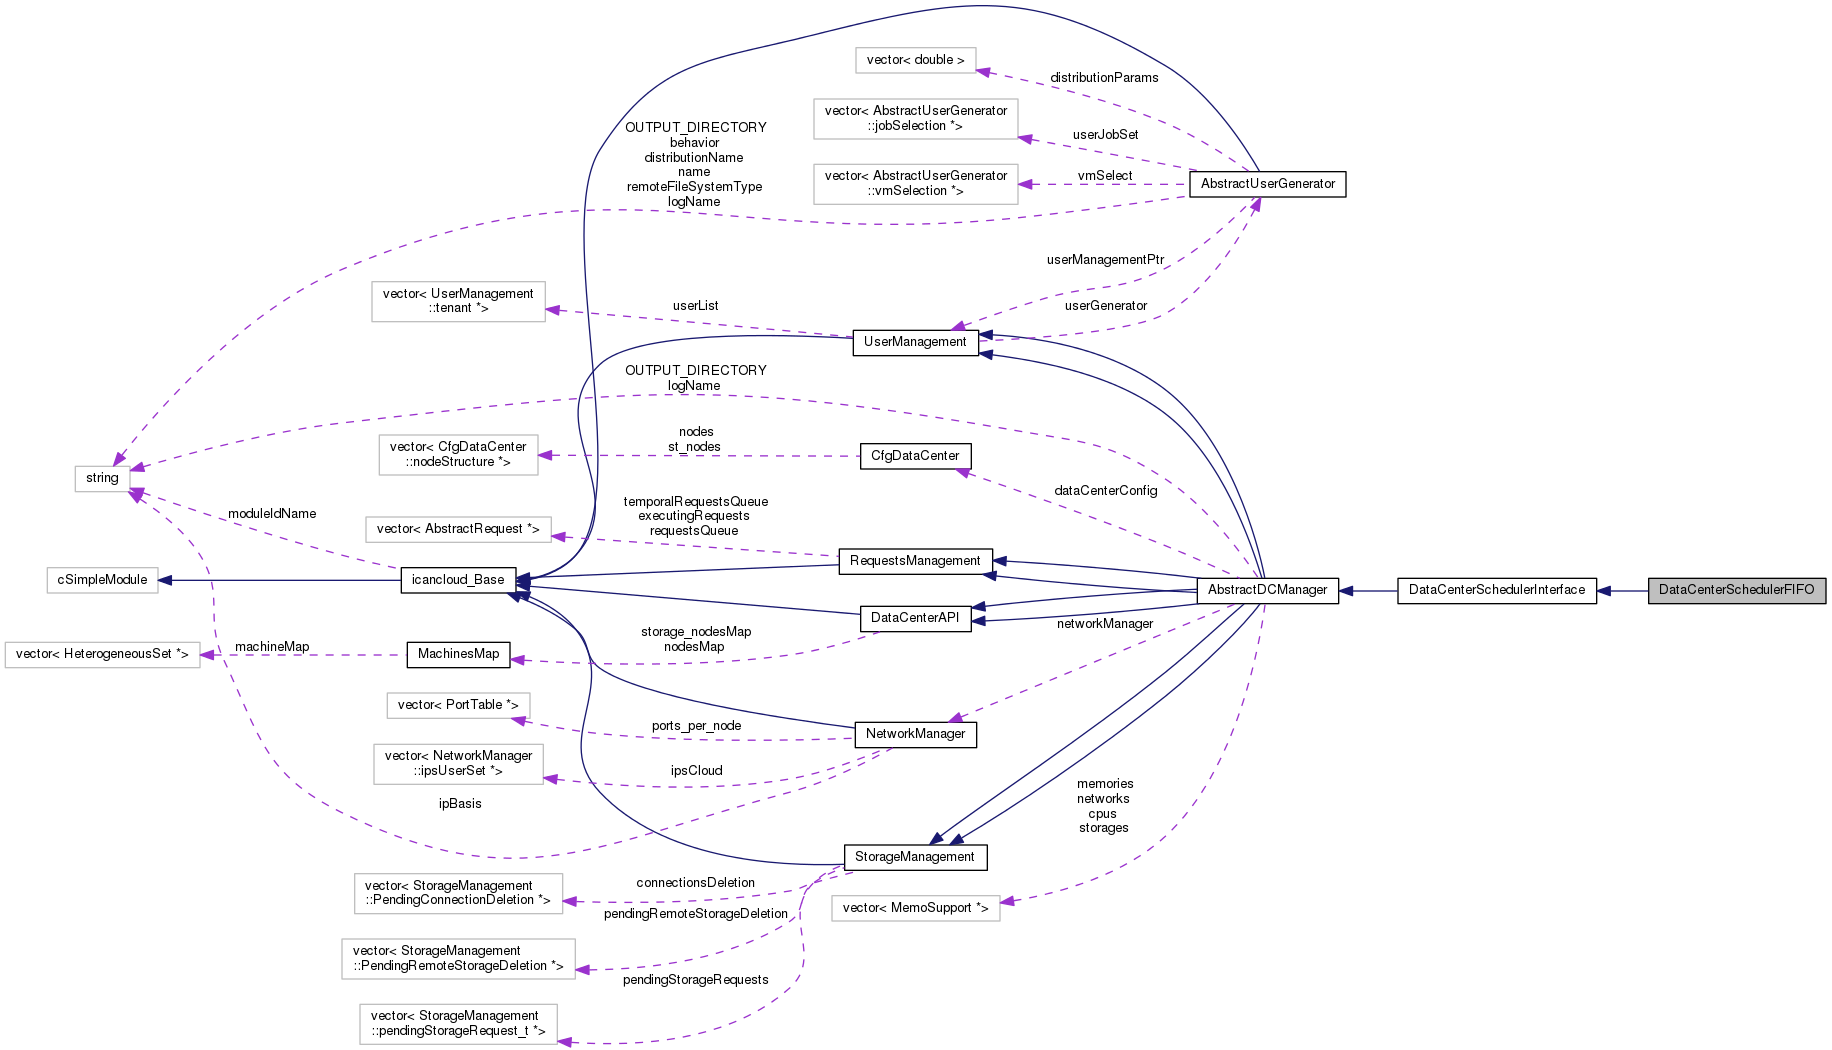 vector< double >
distributionParams
vector< AbstractUserGenerator
::jobSelection *>
OUTPUT_DIRECTORY
behavior
distributionName
name
remoteFileSystemType
logName
userJobSet
vector< AbstractUserGenerator
::vmSelection *>
vmSelect
AbstractUserGenerator
userManagementPtr
vector< UserManagement
::tenant *>
userList
userGenerator
UserManagement
OUTPUT_DIRECTORY
logName
vector< CfgDataCenter
::nodeStructure *>
nodes
st_nodes
CfgDataCenter
string
dataCenterConfig
moduleIdName
vector< AbstractRequest *>
temporalRequestsQueue
executingRequests
requestsQueue
RequestsManagement
cSimpleModule
icancloud_Base
AbstractDCManager
DataCenterSchedulerInterface
DataCenterSchedulerFIFO
DataCenterAPI
networkManager
storage_nodesMap
nodesMap
vector< HeterogeneousSet *>
machineMap
MachinesMap
vector< PortTable *>
ports_per_node
NetworkManager
vector< NetworkManager
::ipsUserSet *>
ipsCloud
ipBasis
memories
networks
cpus
storages
StorageManagement
vector< StorageManagement
::PendingConnectionDeletion *>
connectionsDeletion
vector< MemoSupport *>
pendingRemoteStorageDeletion
vector< StorageManagement
::PendingRemoteStorageDeletion *>
pendingStorageRequests
vector< StorageManagement
::pendingStorageRequest_t *>